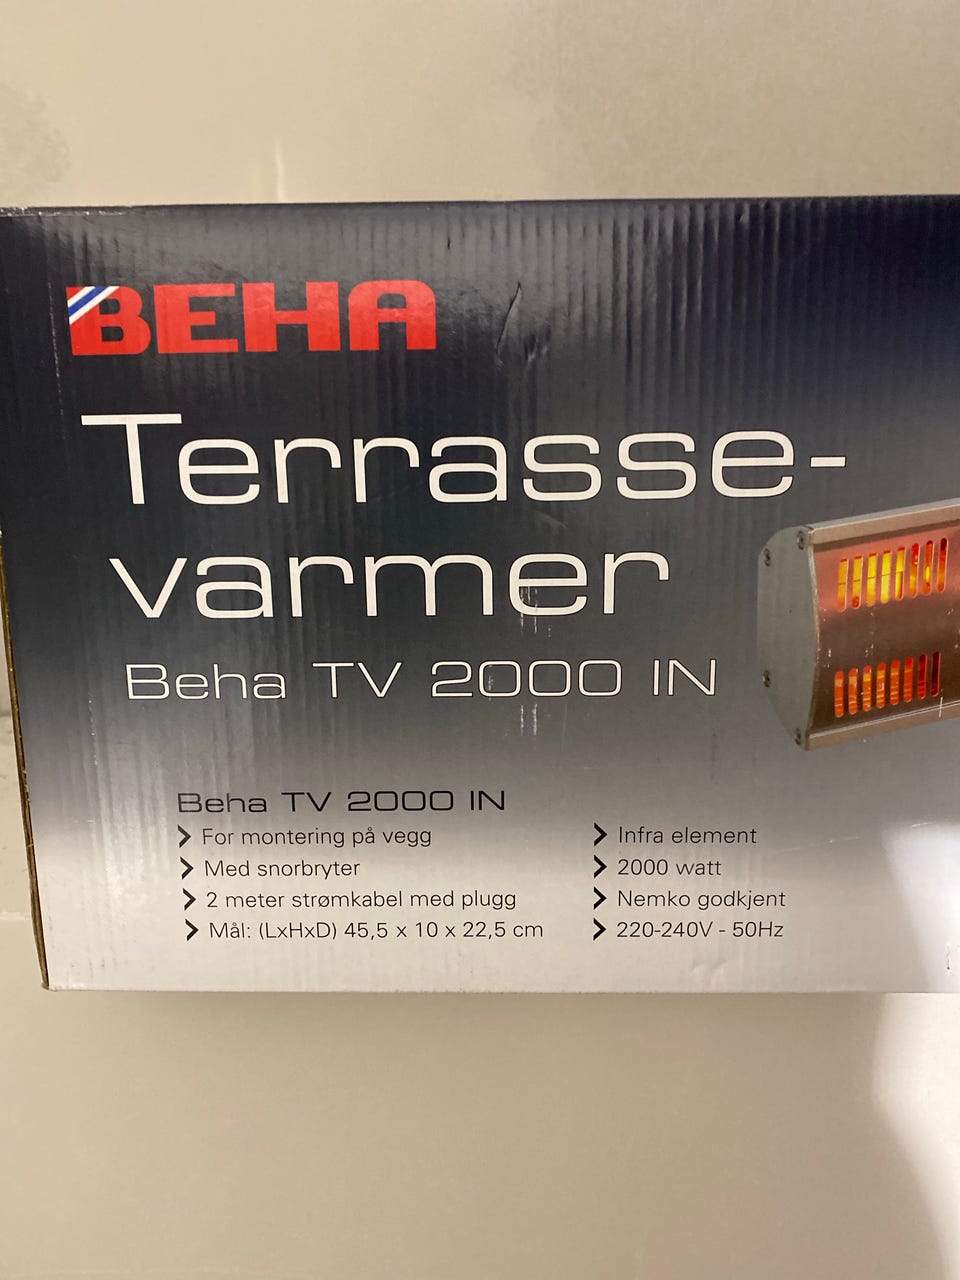 BEHA
Terrasse-
varmer
Beha TV 2000 IN
Beha TV 2000 IN
For montering på vegg
Med snorbryter
2 meter strømkabel med plugg
Mål: (LxHxD) 45,5 x 10 x 22,5 cm
Infra element
2000 watt
Nemko godkjent
220-240V - 50Hz